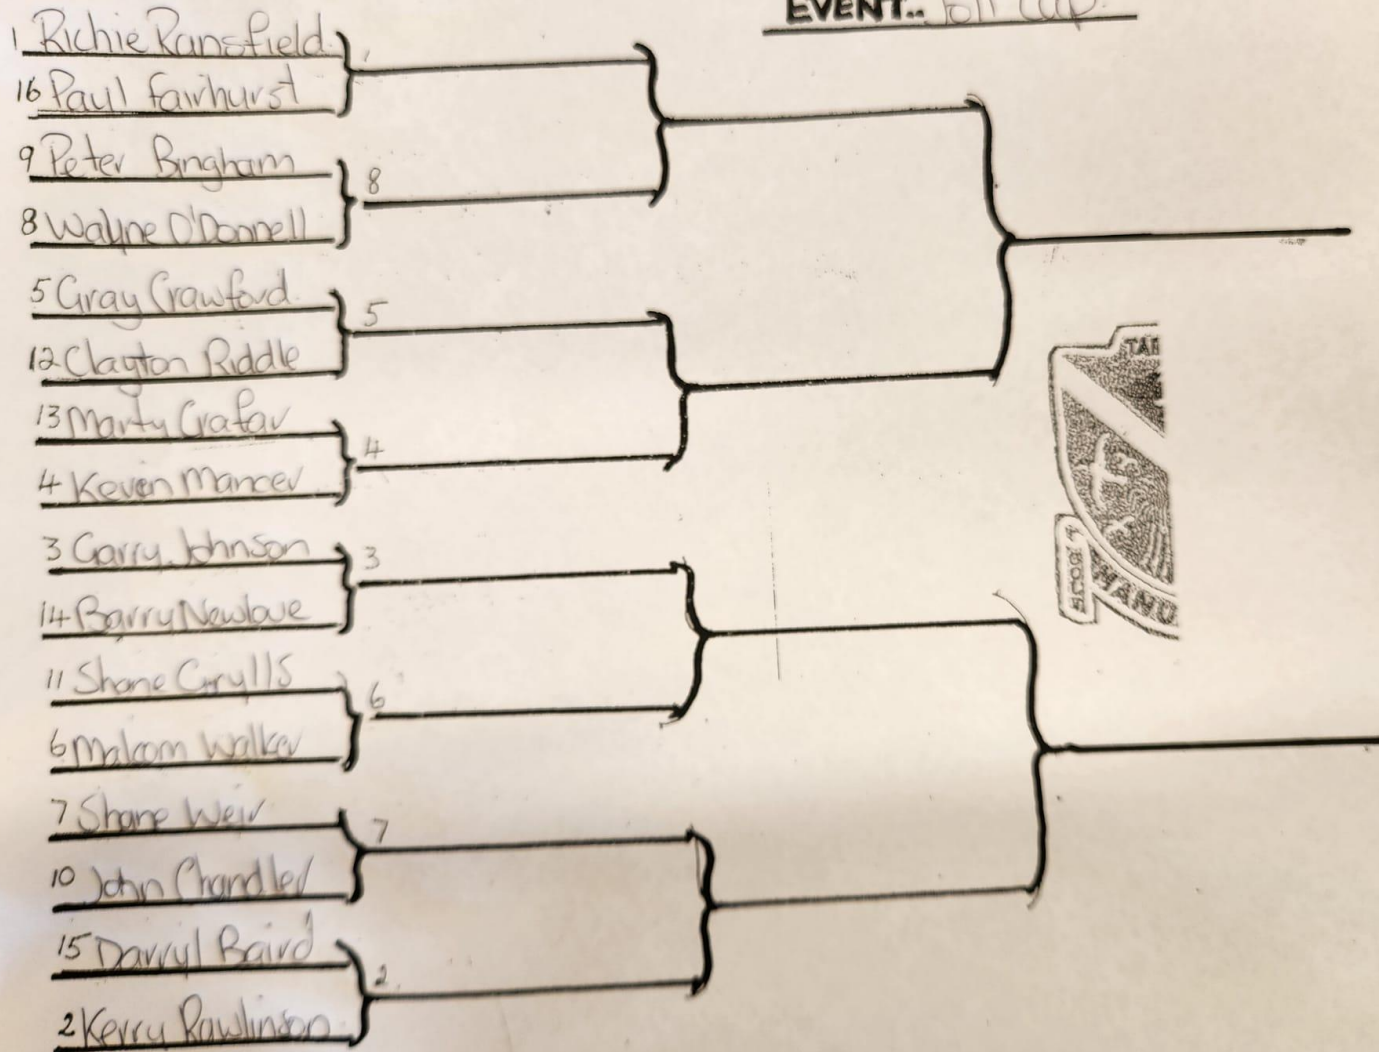 EVENT..
1 Richie Ransfield
16 Paul Fairhurst
9 Peter Bingham
8
8 Wayne O'Donnell
5 Gray Crawford
5
12 Clayton Riddle
13 Marty Grafar
4
4 Keven Mancer
3 Garry Johnson
3
14 Barry Newlove
11 Shane Grylls
6
6 Malcom Walker
7 Shane Weir
7
10 John Chandler
15 Darryl Baird
2
2 Kerry Rawlinson